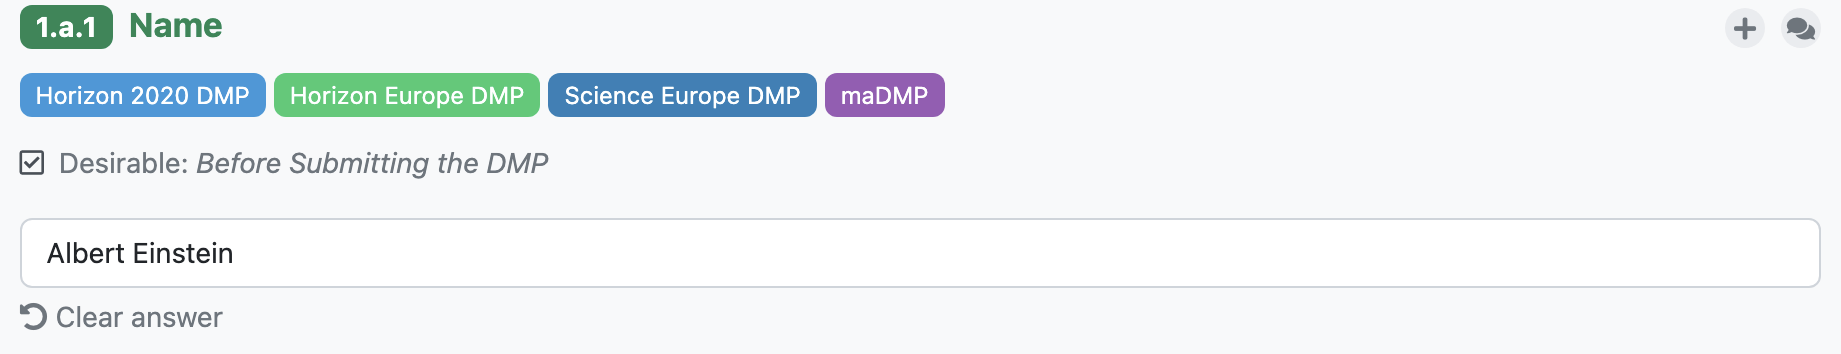 1.a.1 Name
Horizon 2020 DMP Horizon Europe DMP Science Europe DMP maDMP
Desirable: Before Submitting the DMP
Albert Einstein
Clear answer